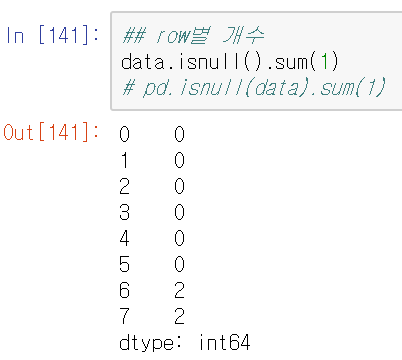 In [141]: ## row별 개수
data.isnull().sum(1)
# pd.isnull(data).sum(1)
Out[141]: 0 0
1 0
2 0
3 0
4 0
5 0
6 2
7 2
dtype: int64